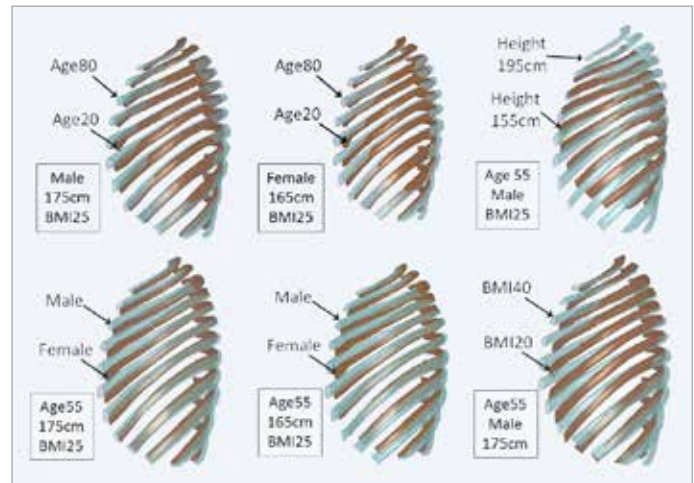 Age80
Age20
Male
175cm
BMI25
Age80
Age20
Female
165cm
BMI25
Height
195cm
Height
155cm
Age 55
Male
BMI25
Male
Female
Age55
175cm
BMI25
Male
Female
Age55
165cm
BMI25
BMI40
BMI20
Age55
Male
175cm